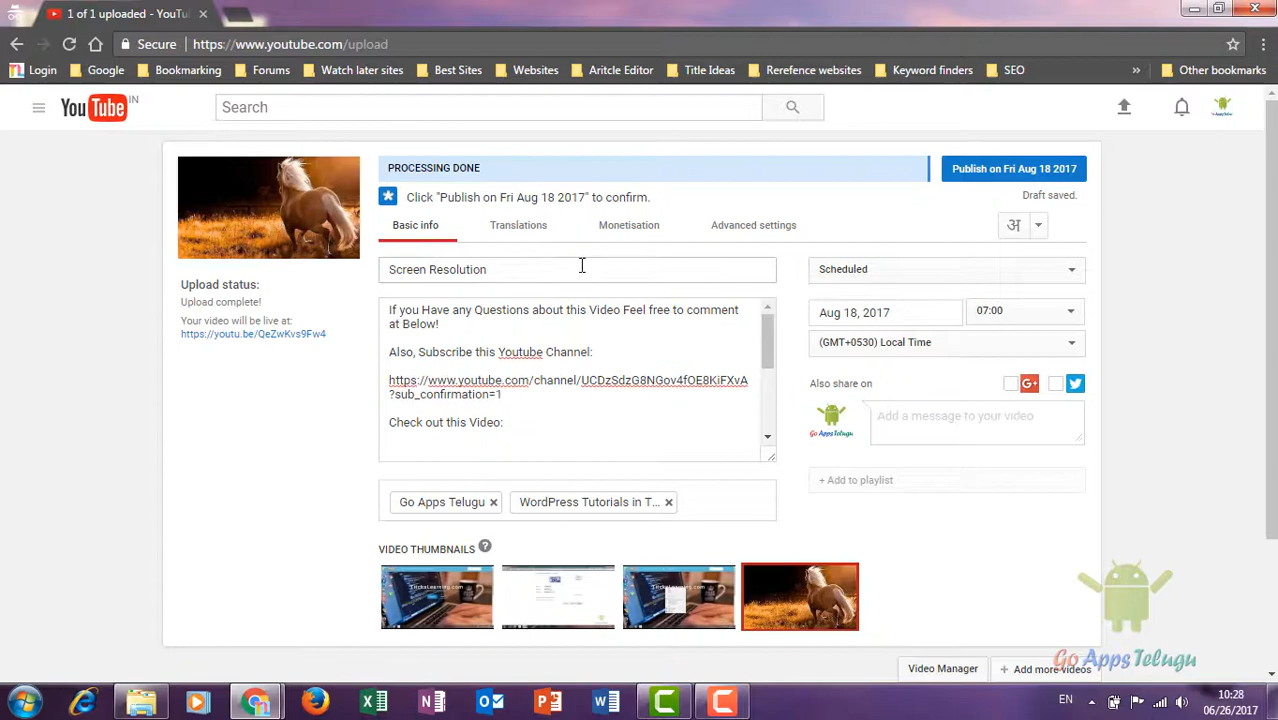 1 of 1 uploaded - YouTu
Secure https://www.youtube.com/upload
Login Google Bookmarking Forums Watch later sites Best Sites Websites Aritcle Editor Title Ideas Rerefence websites Keyword finders SEO » Other bookmarks
YouTube IN
Search
PROCESSING DONE
Publish on Fri Aug 18 2017
Click "Publish on Fri Aug 18 2017" to confirm.
Draft saved.
Basic info Translations Monetisation Advanced settings
अ
Screen Resolution
Scheduled
Upload status:
Upload complete!
Your video will be live at:
https://youtu.be/QeZwKvs9Fw4
If you Have any Questions about this Video Feel free to comment
at Below!
Also, Subscribe this Youtube Channel:
https://www.youtube.com/channel/UCDzSdzG8NGov4fOE8KiFXvA
?sub_confirmation=1
Check out this Video:
Aug 18, 2017 07:00
(GMT+0530) Local Time
Also share on
G+
Go Apps Telugu
Add a message to your video
+ Add to playlist
Go Apps Telugu × WordPress Tutorials in T... ×
VIDEO THUMBNAILS ?
Go Apps Telugu
Video Manager + Add more videos
EN
10:28
06/26/2017